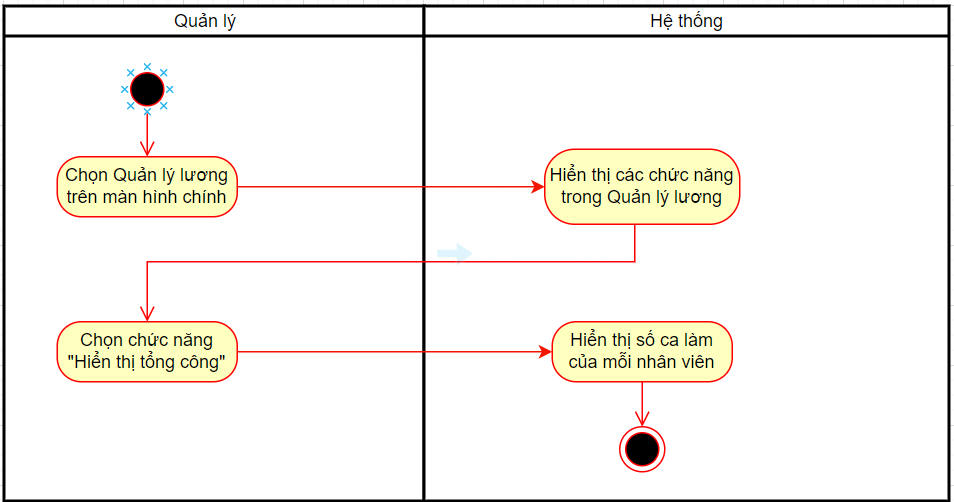 Quản lý
Hệ thống
Chọn Quản lý lương
trên màn hình chính
Hiển thị các chức năng
trong Quản lý lương
Chọn chức năng
"Hiển thị tổng công"
Hiển thị số ca làm
của mỗi nhân viên